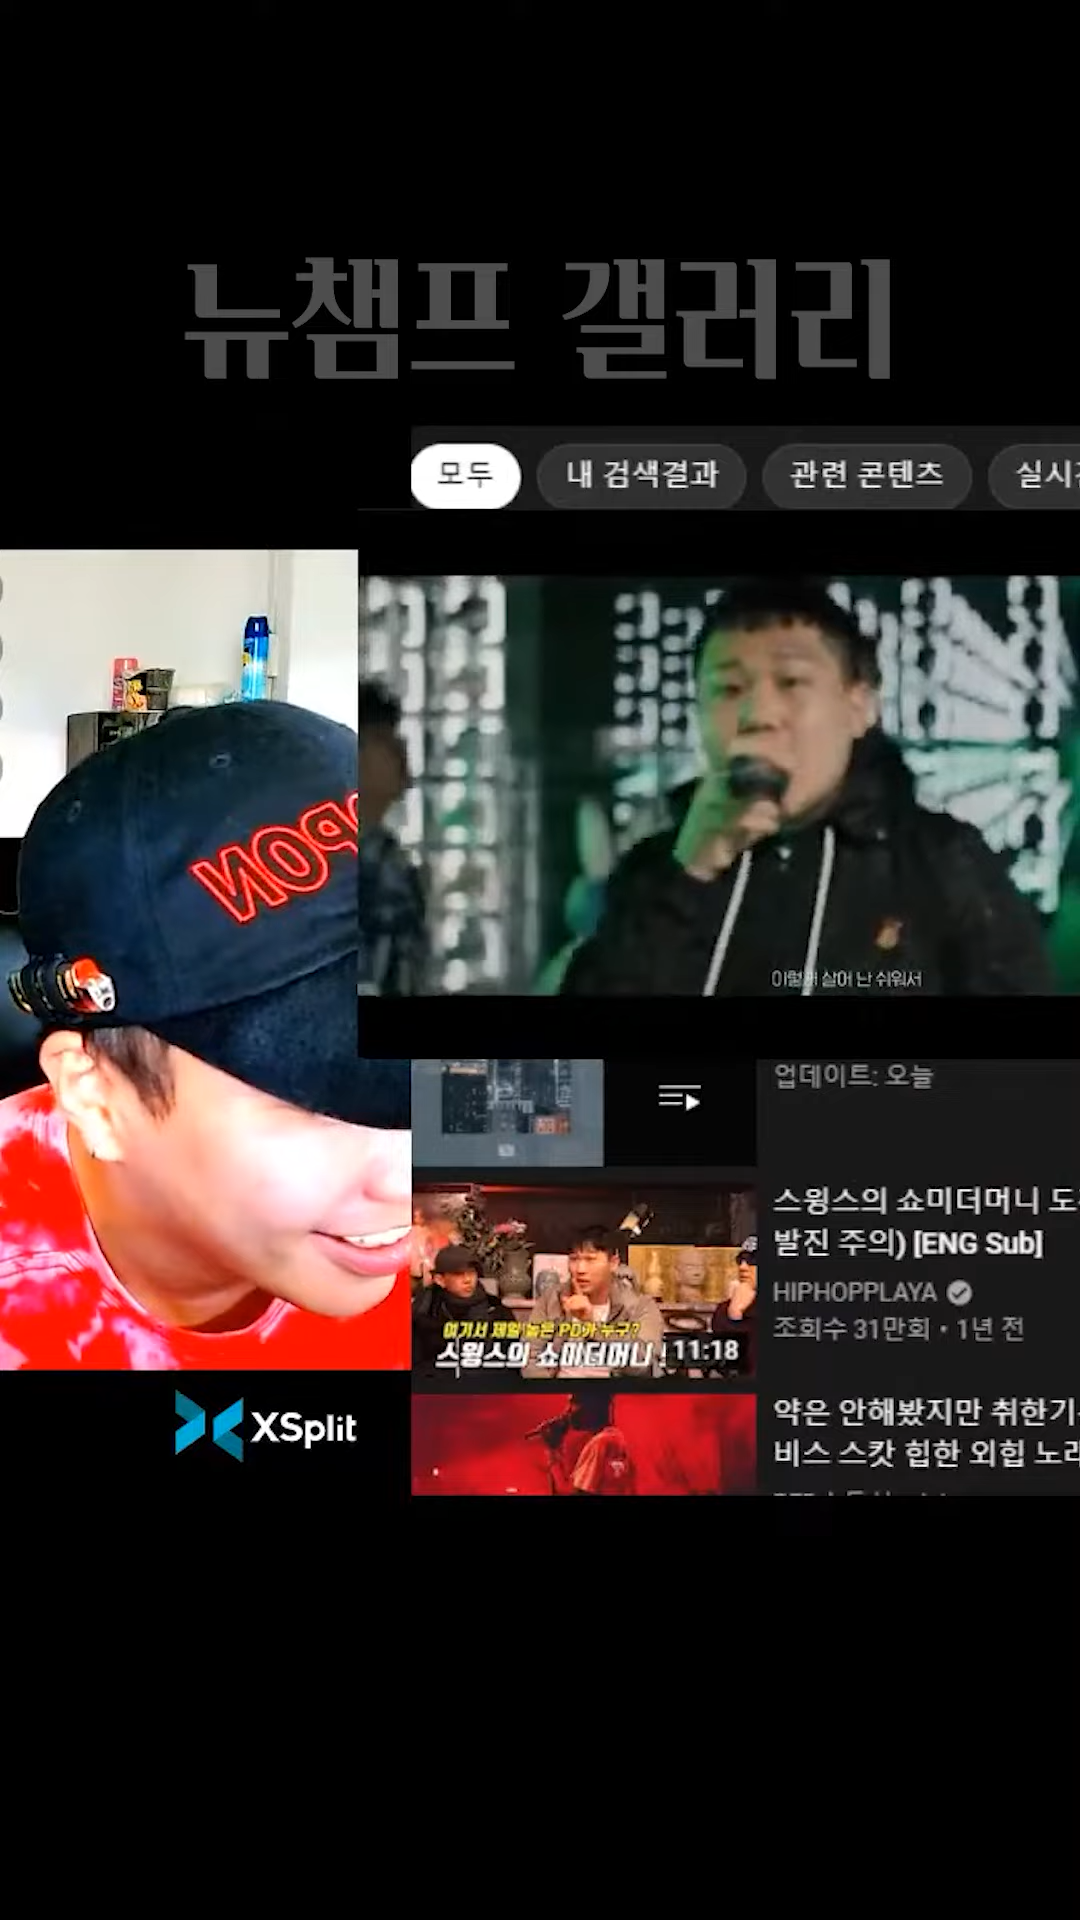 뉴챔프 갤러리
모두
내 검색결과
관련 콘텐츠
이렇게 살어 난 쉬워서
업데이트: 오늘
스윙스의 쇼미더머니
발진 주의) [ENG Sub]
HIPHOPPLAYA
조회수 31만회 • 1년 전
여기서 제일 높은 PD가 누구?
스윙스의 쇼미더머니
11:18
약은 안해봤지만 취한기
비스 스캇 힙한 외힙 노래
XSplit